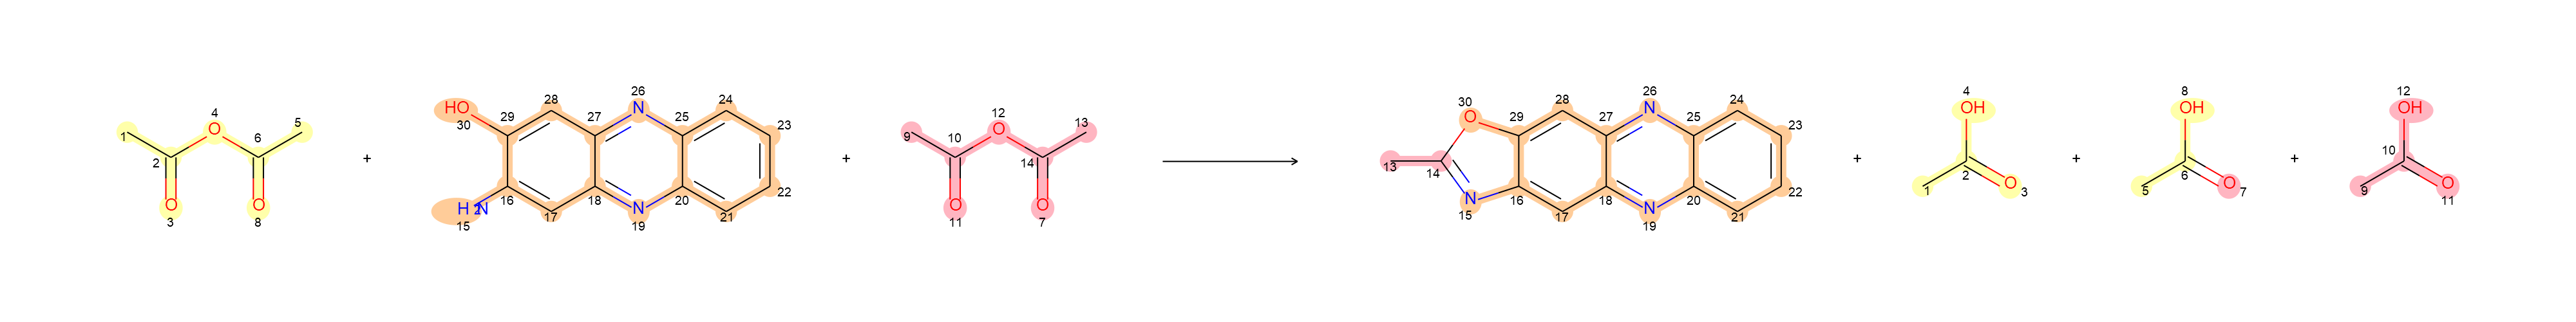 1 2 O 3 O 4 6 O 8 5
+
HO 30 29 28 27 N 26 25 24 23 22 21 20 N 19 18 17 16 H2N 15
+
9 10 O 11 O 12 14 O 7 13
13 14 O 30 29 28 27 N 26 25 24 23 22 21 20 N 19 18 17 16 N 15
+
4 OH 2 1 O 3
+
8 OH 6 5 O 7
+
12 OH 10 9 O 11